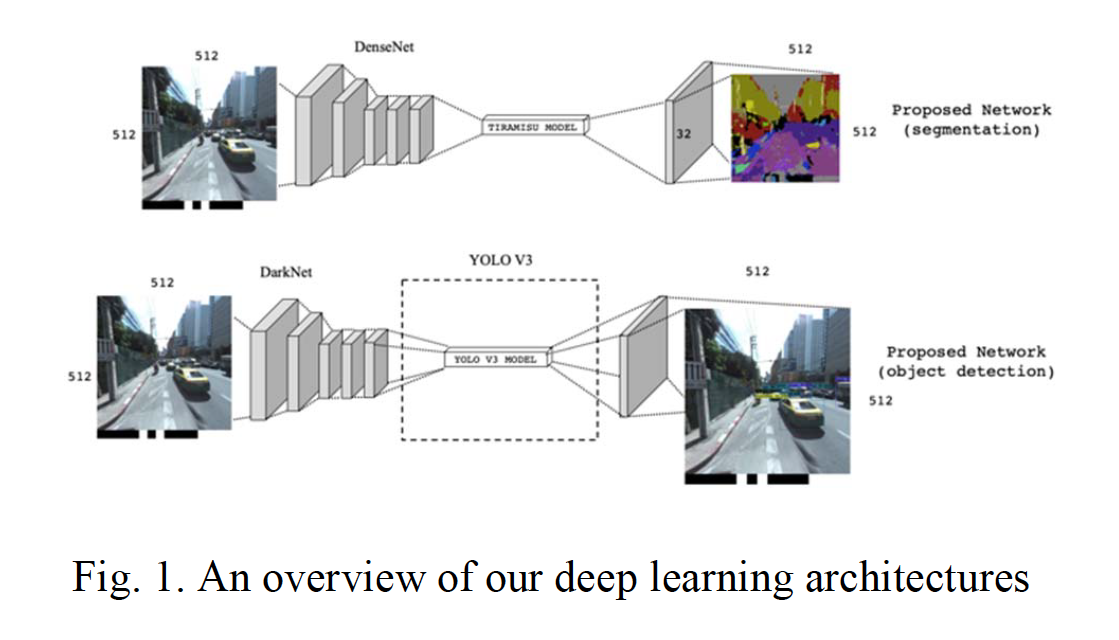 DenseNet
512
512
TIRAMISU MODEL
32
512
512
Proposed Network
(segmentation)
DarkNet
YOLO V3
512
512
YOLO V3 MODEL
512
512
Proposed Network
(object detection)
Fig. 1. An overview of our deep learning architectures